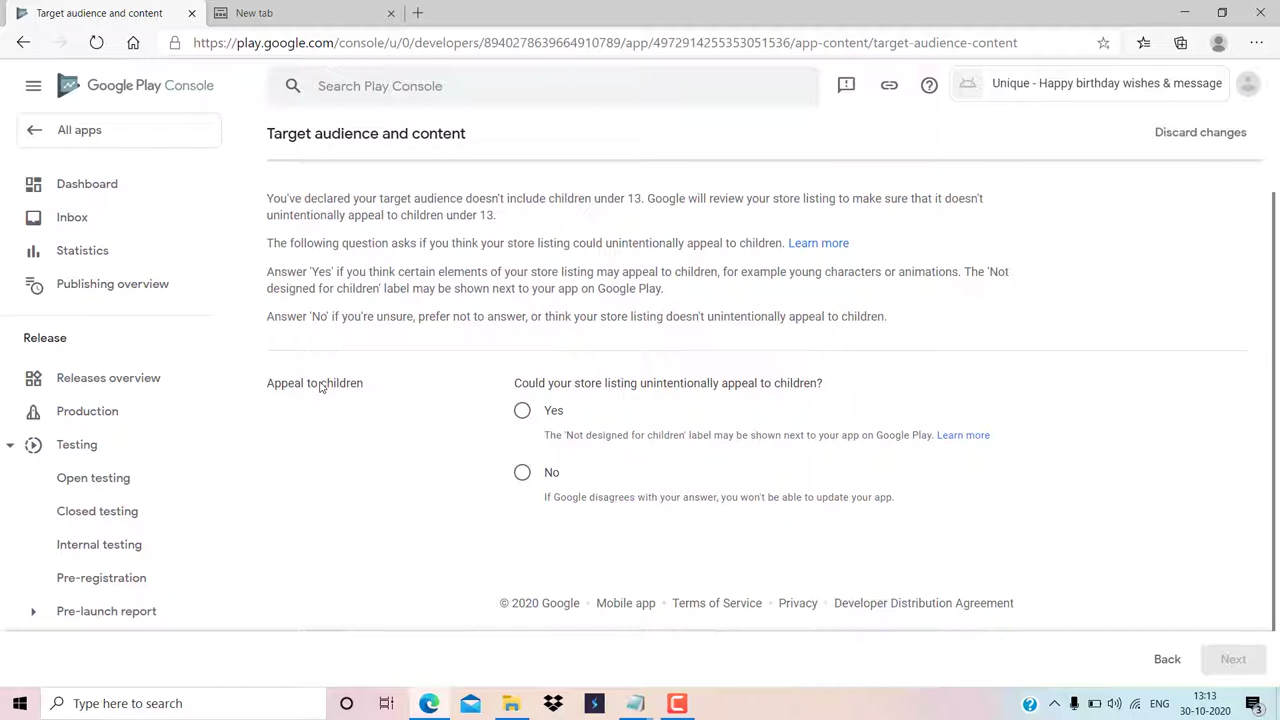 Target audience and content
New tab
https://play.google.com/console/u/0/developers/8940278639664910789/app/4972914255353051536/app-content/target-audience-content
Google Play Console
Search Play Console
Unique - Happy birthday wishes & message
All apps
Target audience and content
Discard changes
Dashboard
Inbox
Statistics
Publishing overview
Release
Releases overview
Production
Testing
Open testing
Closed testing
Internal testing
Pre-registration
Pre-launch report
You've declared your target audience doesn't include children under 13. Google will review your store listing to make sure that it doesn't
unintentionally appeal to children under 13.
The following question asks if you think your store listing could unintentionally appeal to children. Learn more
Answer 'Yes' if you think certain elements of your store listing may appeal to children, for example young characters or animations. The 'Not
designed for children' label may be shown next to your app on Google Play.
Answer 'No' if you're unsure, prefer not to answer, or think your store listing doesn't unintentionally appeal to children.
Appeal to children
Could your store listing unintentionally appeal to children?
Yes
The 'Not designed for children' label may be shown next to your app on Google Play. Learn more
No
If Google disagrees with your answer, you won't be able to update your app.
© 2020 Google · Mobile app · Terms of Service · Privacy · Developer Distribution Agreement
Back
Next
Type here to search
ENG
13:13
30-10-2020
3